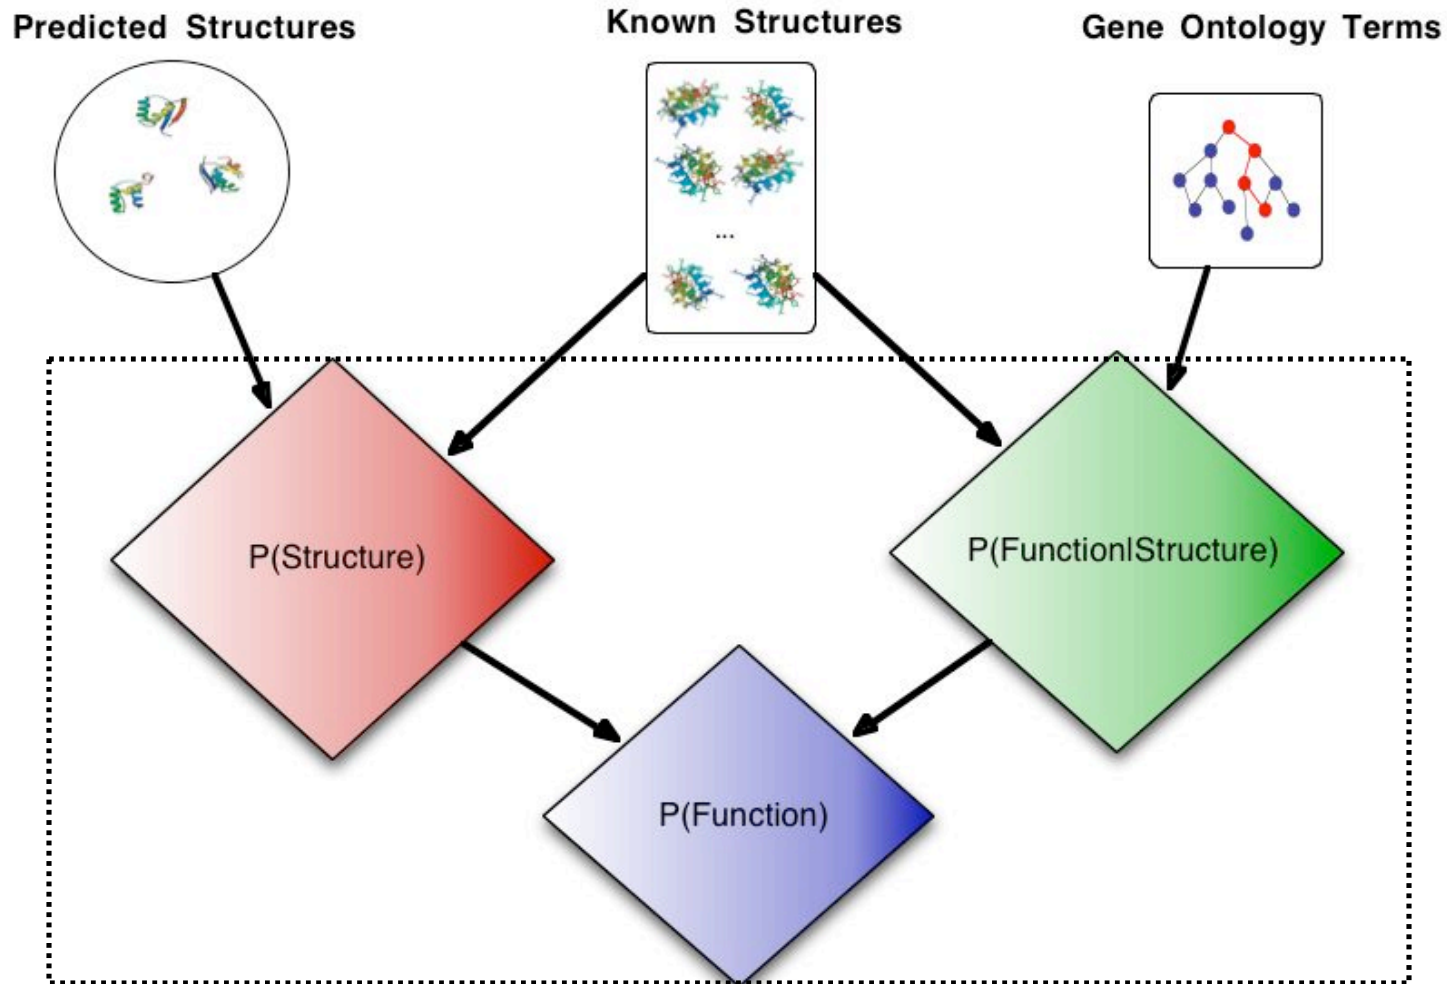 Predicted Structures
Known Structures
Gene Ontology Terms
...
P(Structure)
P(Function|Structure)
P(Function)